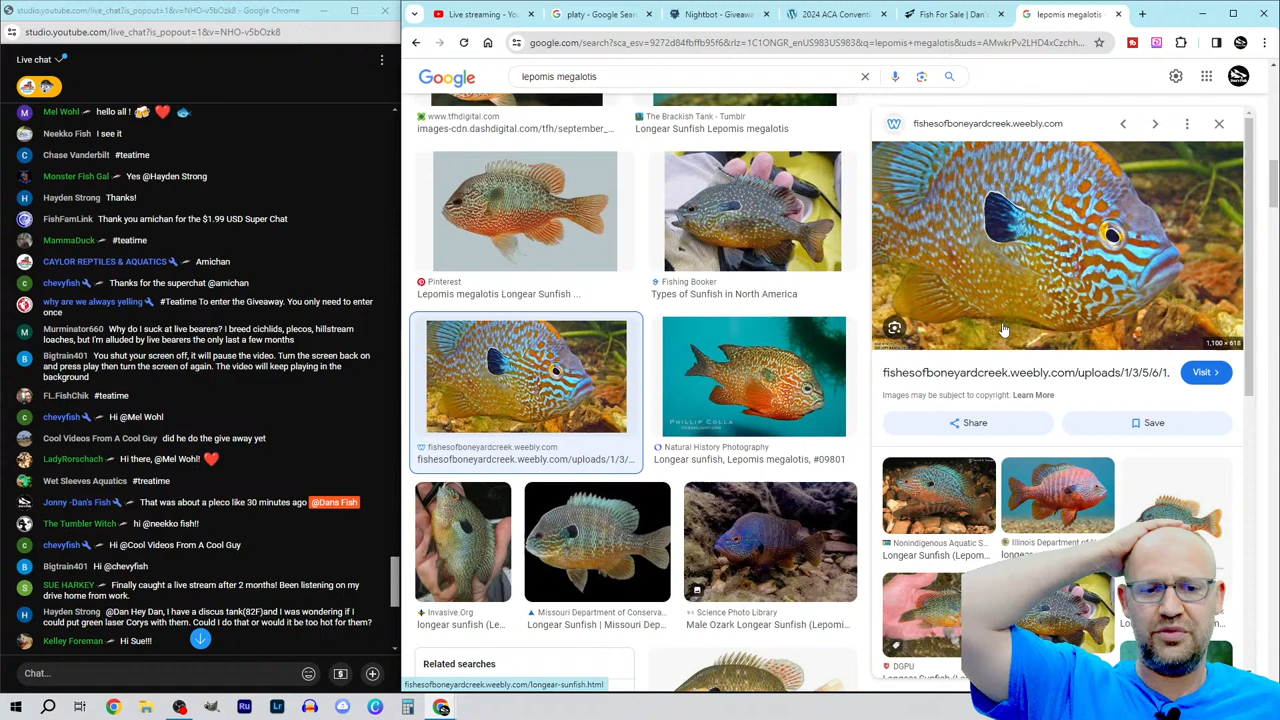 studio.youtube.com/live_chat?is_popout=1&v=NHO-v5bOzk8 - Google Chrome
studio.youtube.com/live_chat?is_popout=1&v=NHO-v5bOzk8
Live chat
Mel Wohl hello all !
Neekko Fish I see it
Chase Vanderbilt #teatime
Monster Fish Gal Yes @Hayden Strong
Hayden Strong Thanks!
FishFamLink Thank you amichan for the $1.99 USD Super Chat
MammaDuck #teatime
CAYLOR REPTILES & AQUATICS Amichan
chevyfish Thanks for the superchat @amichan
why are we always yelling #Teatime To enter the Giveaway. You only need to enter
once
Murminator660 Why do I suck at live bearers? I breed cichlids, plecos, hillstream
loaches, but I'm alluded by live bearers the only last a few months
Bigtrain401 You shut your screen off, it will pause the video. Turn the screen back on
and press play then turn the screen of again. The video will keep playing in the
background
FL.FishChik #teatime
chevyfish Hi @Mel Wohl
Cool Videos From A Cool Guy did he do the give away yet
LadyRorschach Hi there, @Mel Wohl!
Wet Sleeves Aquatics #treatime
Jonny -Dan's Fish That was about a pleco like 30 minutes ago @Dans Fish
The Tumbler Witch hi @neekko fish!!
chevyfish Hi @Cool Videos From A Cool Guy
Bigtrain401 Hi @chevyfish
SUE HARKEY Finally caught a live stream after 2 months! Been listening on my
drive home from work.
Hayden Strong @Dan Hey Dan, I have a discus tank(82F)and I was wondering if I
could put green laser Corys with them. Could I do that or would it be too hot for them?
Kelley Foreman Hi Sue!!!
Chat...
Live streaming - Yo
platy - Google Sear
Nightbot - Giveawa
2024 ACA Conventi
Fish For Sale | Dan's
lepomis megalotis
google.com/search?sca_esv=9272d84fbffb95f6&rlz=1C1ONGR_enUS983US983&q=lepomis+megalotis&uds=AMwkrPv2LHD4xCzchh...
Google
lepomis megalotis
www.tfhdigital.com
images-cdn.dashdigital.com/tfh/september_...
The Brackish Tank - Tumblr
Longear Sunfish Lepomis megalotis
Pinterest
Lepomis megalotis Longear Sunfish ...
Fishing Booker
Types of Sunfish in North America
fishesofboneyardcreek.weebly.com
fishesofboneyardcreek.weebly.com/uploads/1/3/...
PHILLIP COLLA
Natural History Photography
Longear sunfish, Lepomis megalotis, #09801
Invasive.Org
longear sunfish (Le...
Missouri Department of Conserva...
Longear Sunfish | Missouri Dep...
Science Photo Library
Male Ozark Longear Sunfish (Lepomi...
Related searches
fishesofboneyardcreek.weebly.com/longear-sunfish.html
fishesofboneyardcreek.weebly.com
1,100 × 618
fishesofboneyardcreek.weebly.com/uploads/1/3/5/6/1.
Visit
Images may be subject to copyright. Learn More
Share
Save
Nonindigenous Aquatic S...
Longear Sunfish (Lepom...
Illinois Department of
longear
DGPU
Ru
Lr